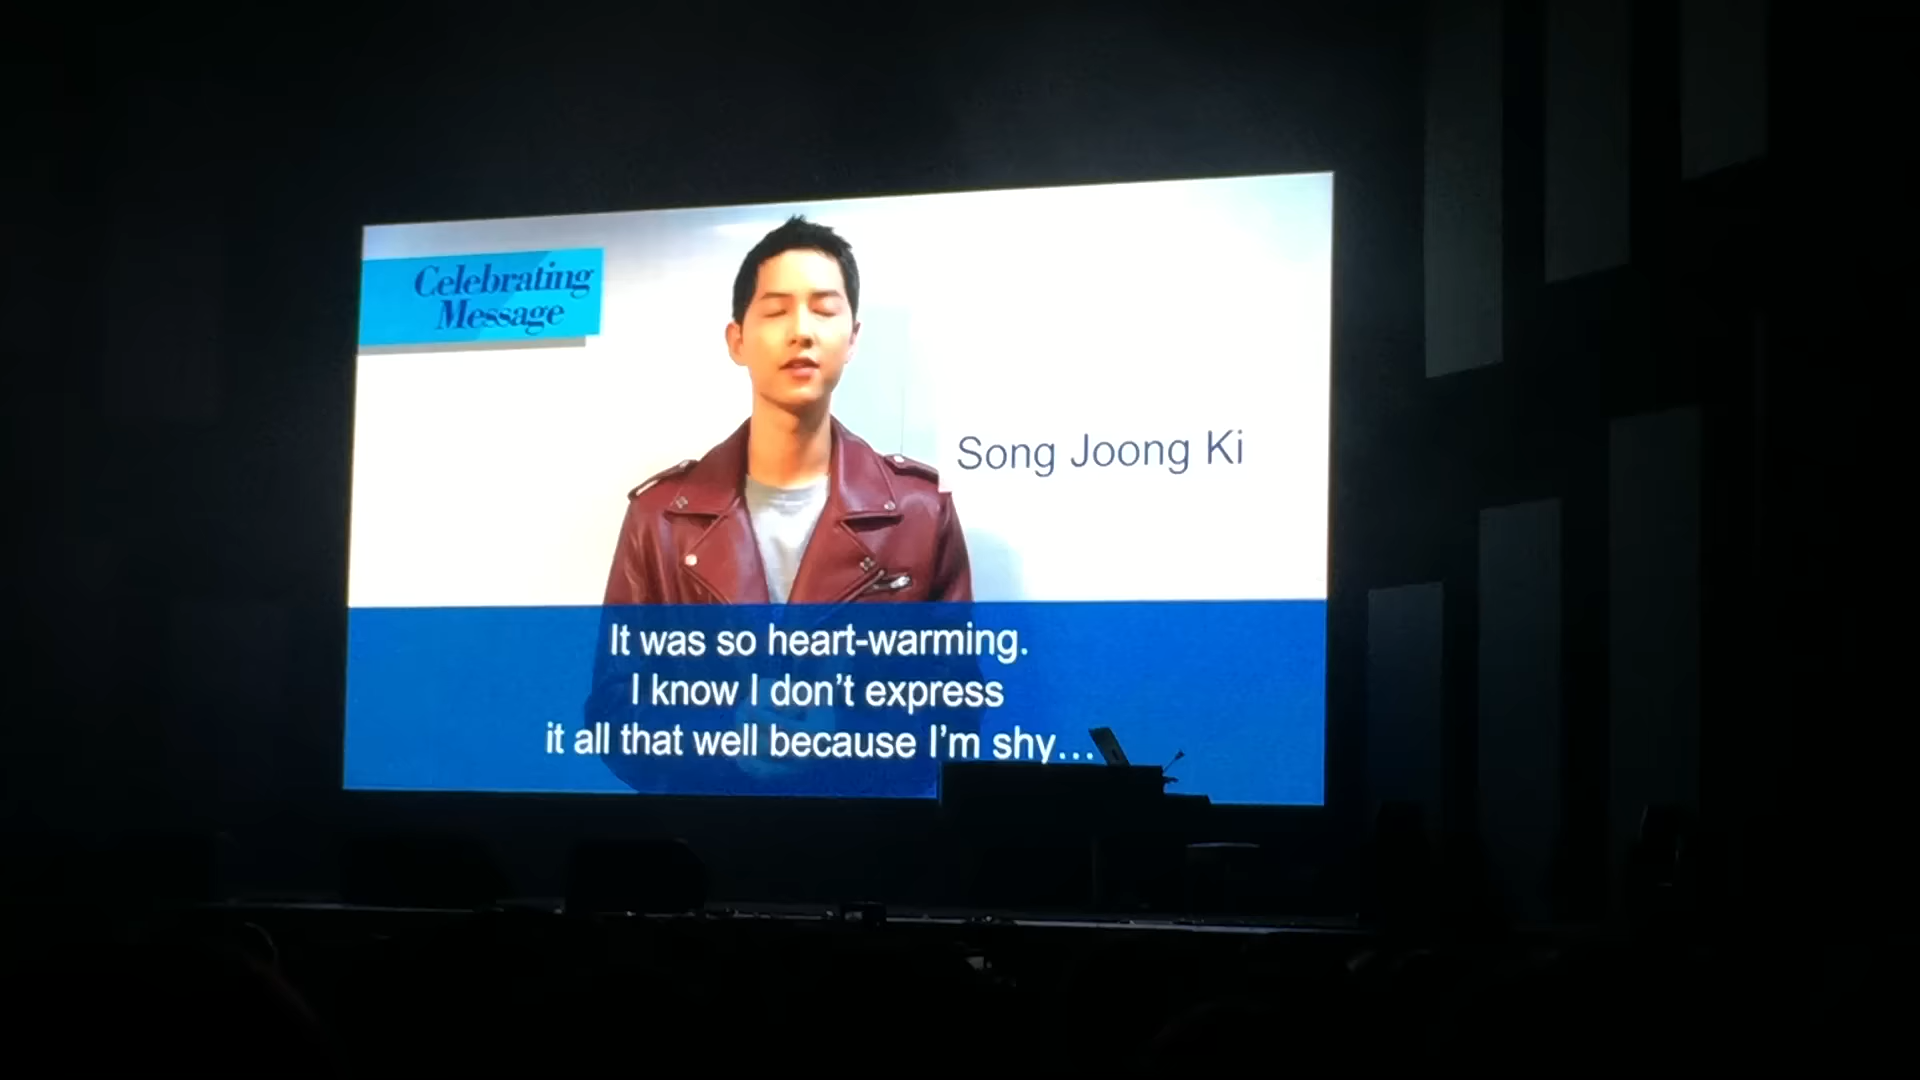 Celebrating
Message
Song Joong Ki
It was so heart-warming.
I know I don't express
it all that well because I'm shy...